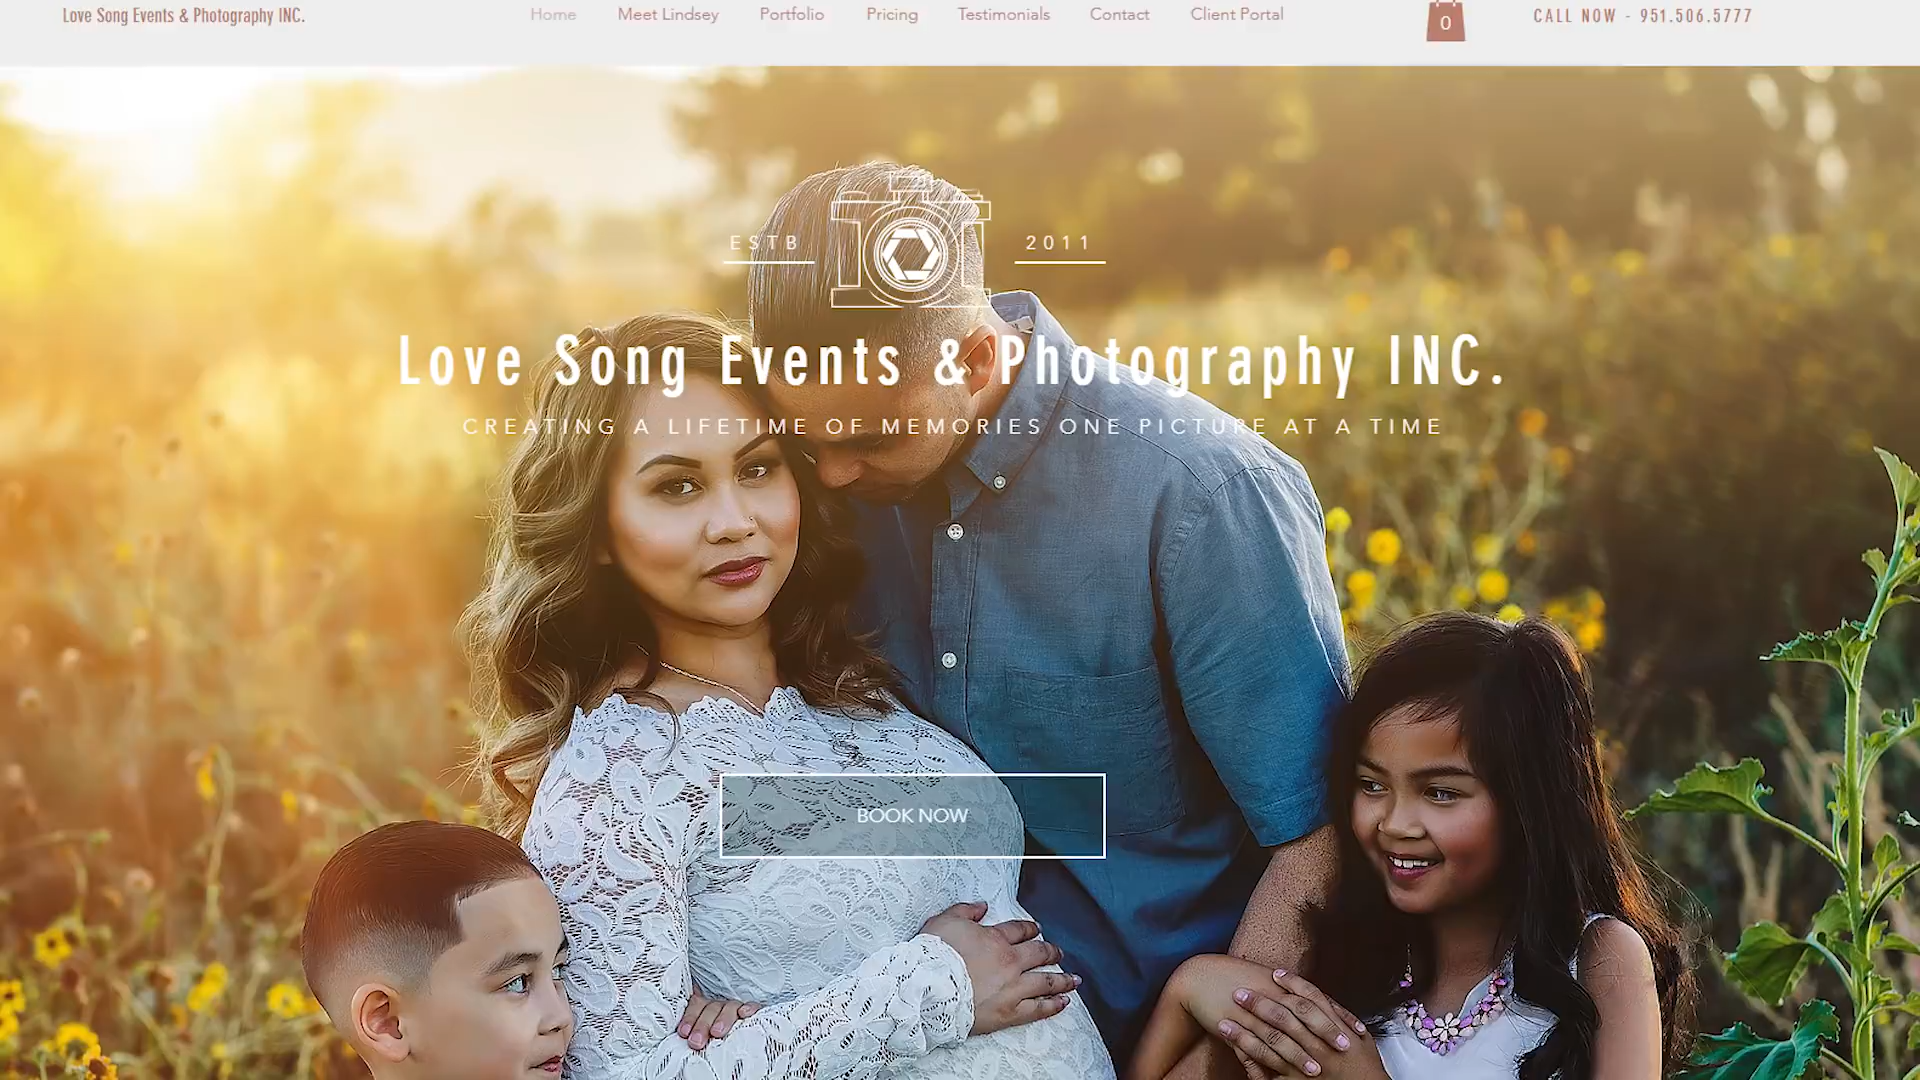 Love Song Events & Photography INC.
Home Meet Lindsey Portfolio Pricing Testimonials Contact Client Portal
0
CALL NOW - 951.506.5777
ESTB 2011
Love Song Events & Photography INC.
CREATING A LIFETIME OF MEMORIES ONE PICTURE AT A TIME
BOOK NOW